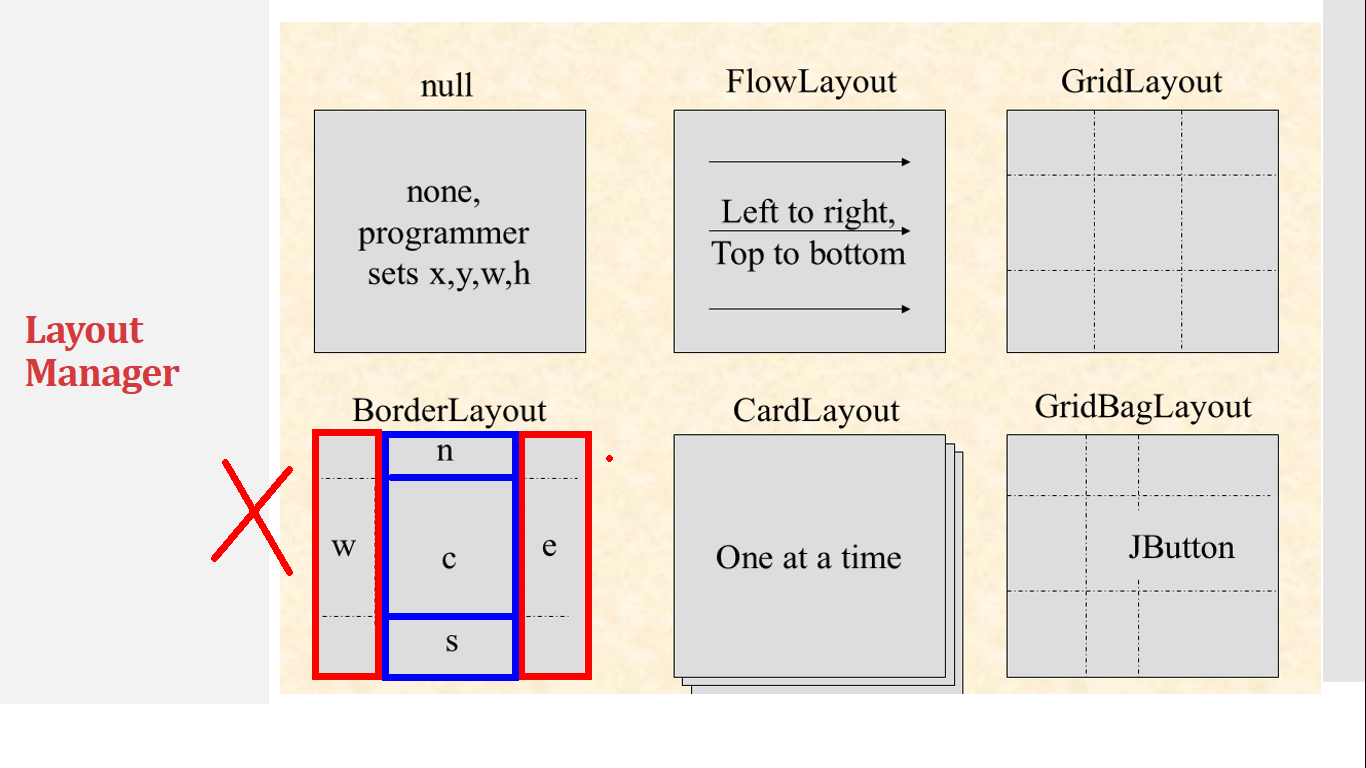 Layout
Manager
null
none,
programmer
sets x,y,w,h
FlowLayout
Left to right,
Top to bottom
GridLayout
BorderLayout
n
w
c
e
s
CardLayout
One at a time
GridBagLayout
JButton